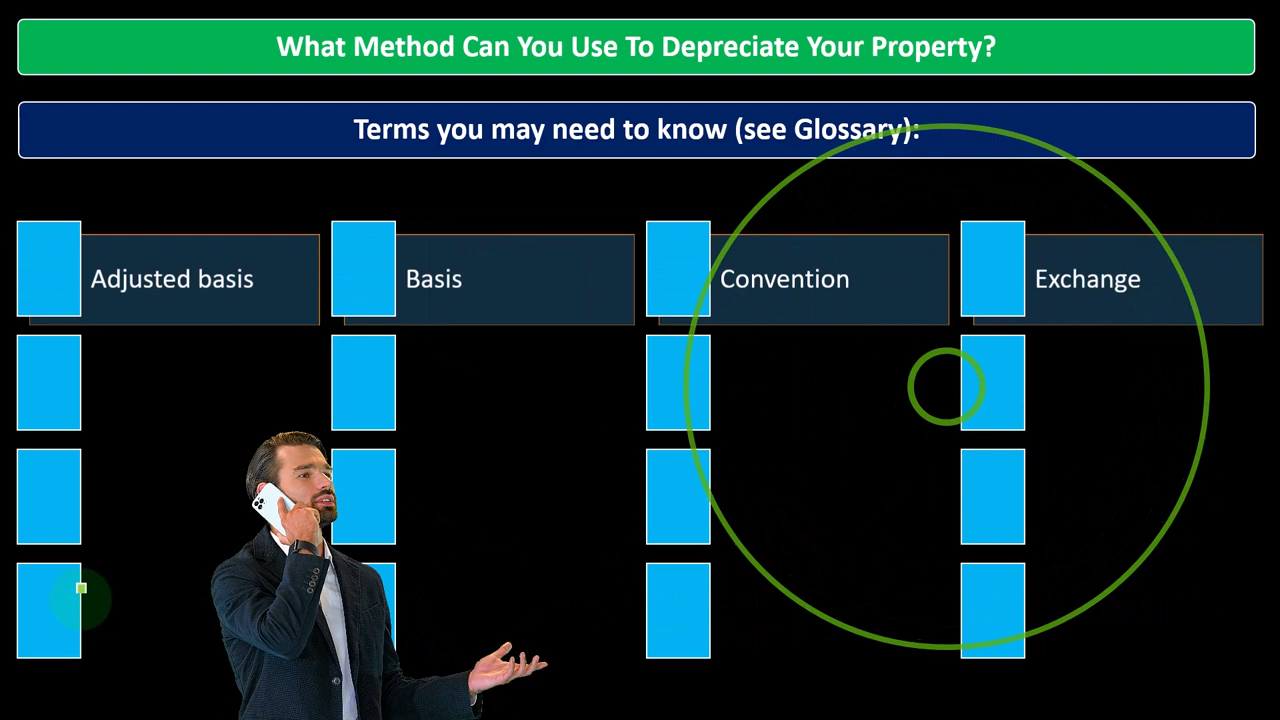 What Method Can You Use To Depreciate Your Property?
Terms you may need to know (see Glossary):
Adjusted basis
Basis
Convention
Exchange